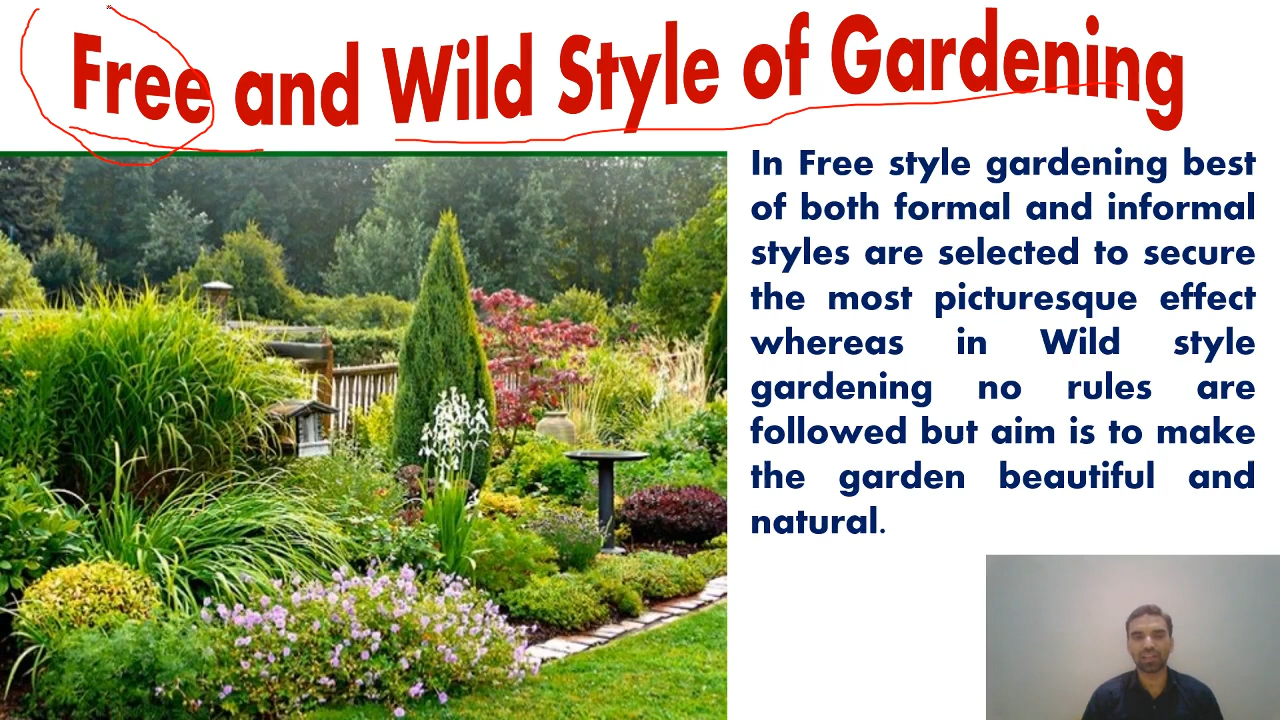 Free and Wild Style of Gardening
In Free style gardening best
of both formal and informal
styles are selected to secure
the most picturesque effect
whereas in Wild style
gardening no rules are
followed but aim is to make
the garden beautiful and
natural.